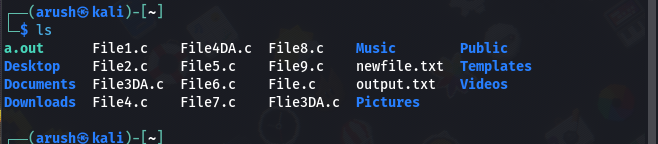 ┌──(arush㉿kali)-[~]
└─$ ls
a.out      File1.c    File4DA.c  File8.c    Music        Public
Desktop    File2.c    File5.c    File9.c    newfile.txt  Templates
Documents  File3DA.c  File6.c    File.c     output.txt   Videos
Downloads  File4.c    File7.c    Flie3DA.c  Pictures
┌──(arush㉿kali)-[~]